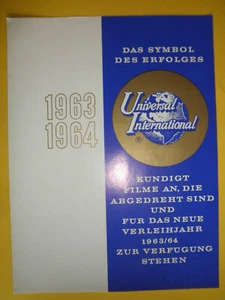 DAS SYMBOL
DES ERFOLGES
1963
1964
Universal
International
®
KÜNDIGT
FILME AN, DIE
ABGEDREHT SIND
UND
FÜR DAS NEUE
VERLEIHJAHR
1963/64
ZUR VERFÜGUNG
STEHEN